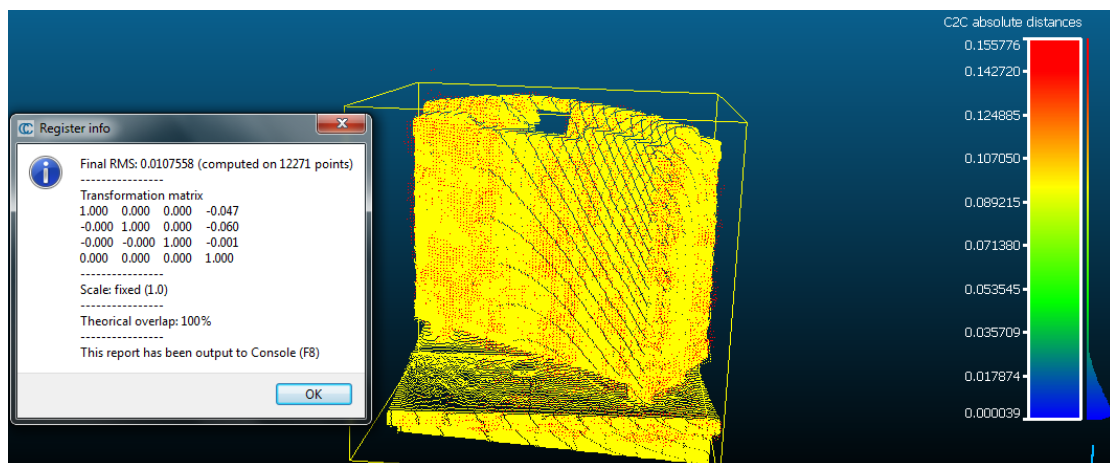 C2C absolute distances
0.155776
0.142720
0.124885
0.107050
0.089215
0.071380
0.053545
0.035709
0.017874
0.000039
Register info
Final RMS: 0.0107558 (computed on 12271 points)
----------------
Transformation matrix
1.000 0.000 0.000 -0.047
-0.000 1.000 0.000 -0.060
-0.000 -0.000 1.000 -0.001
0.000 0.000 0.000 1.000
----------------
Scale: fixed (1.0)
----------------
Theorical overlap: 100%
----------------
This report has been output to Console (F8)
OK